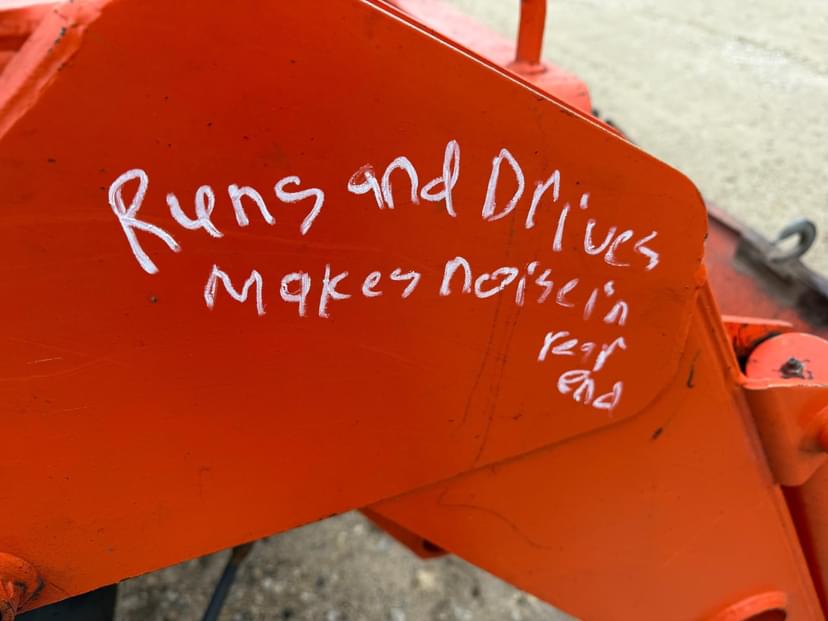 Runs and Drives
Makes noise in
rear
end